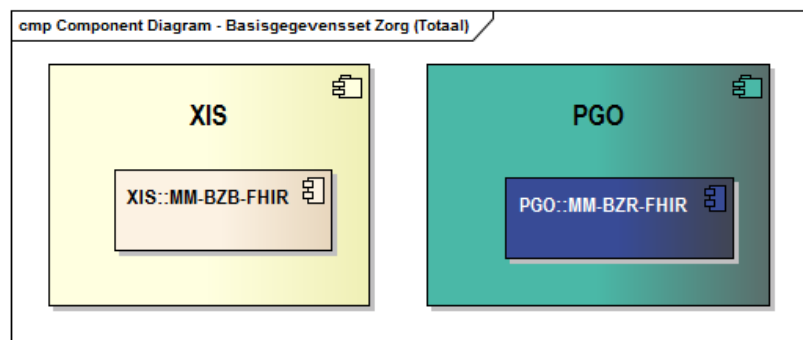 cmp Component Diagram - Basisgegevensset Zorg (Totaal)
XIS
PGO
XIS::MM-BZB-FHIR
PGO::MM-BZR-FHIR